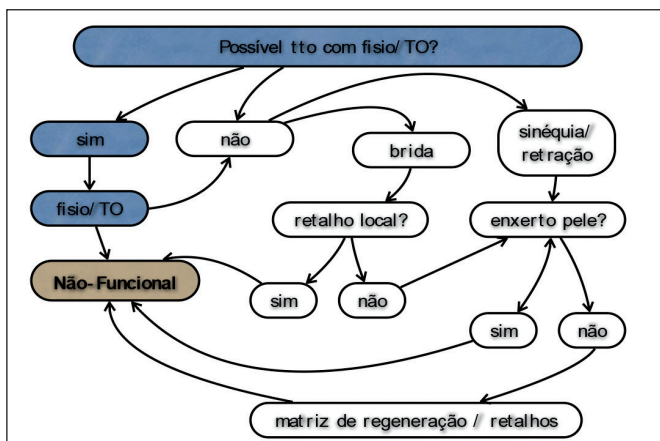 Possível tto com fisio/ TO?
sim
não
brida
sinéquia/
retração
fisio/ TO
retalho local?
enxerto pele?
Não-Funcional
sim
não
sim
não
matriz de regeneração / retalhos